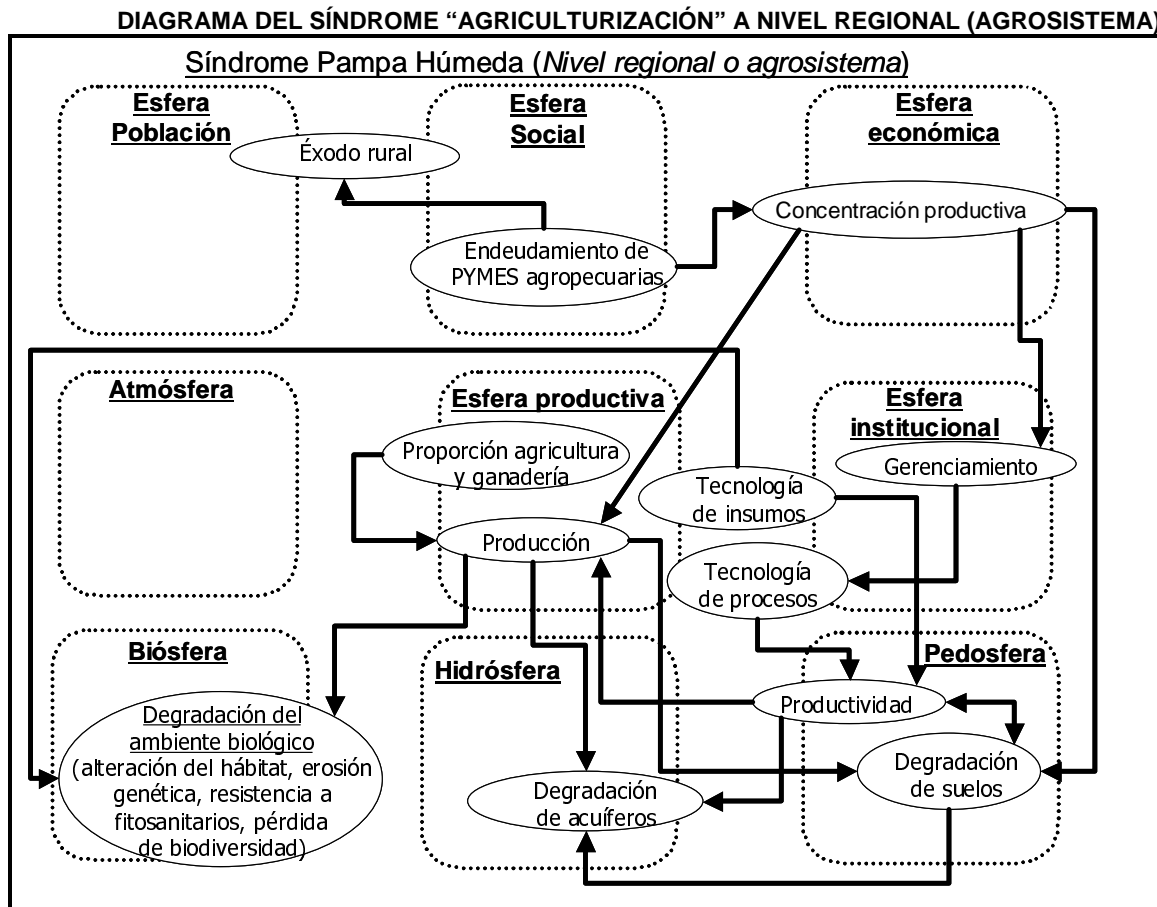 DIAGRAMA DEL SÍNDROME “AGRICULTURIZACIÓN” A NIVEL REGIONAL (AGROSISTEMA)
Síndrome Pampa Húmeda (Nivel regional o agrosistema)
Esfera
Población
Esfera
Social
Esfera
económica
Éxodo rural
Concentración productiva
Endeudamiento de
PYMES agropecuarias
Atmósfera
Esfera productiva
Esfera
institucional
Proporción agricultura
y ganadería
Gerenciamiento
Tecnología
de insumos
Producción
Tecnología
de procesos
Biósfera
Hidrósfera
Pedosfera
Productividad
Degradación del
ambiente biológico
(alteración del hábitat, erosión
genética, resistencia a
fitosanitarios, pérdida
de biodiversidad)
Degradación
de acuíferos
Degradación
de suelos